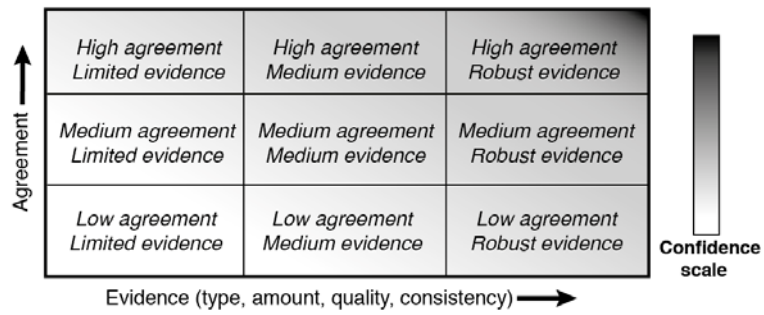 High agreement
Limited evidence
High agreement
Medium evidence
High agreement
Robust evidence
Medium agreement
Limited evidence
Medium agreement
Medium evidence
Medium agreement
Robust evidence
Low agreement
Limited evidence
Low agreement
Medium evidence
Low agreement
Robust evidence
Agreement
Evidence (type, amount, quality, consistency)
Confidence
scale